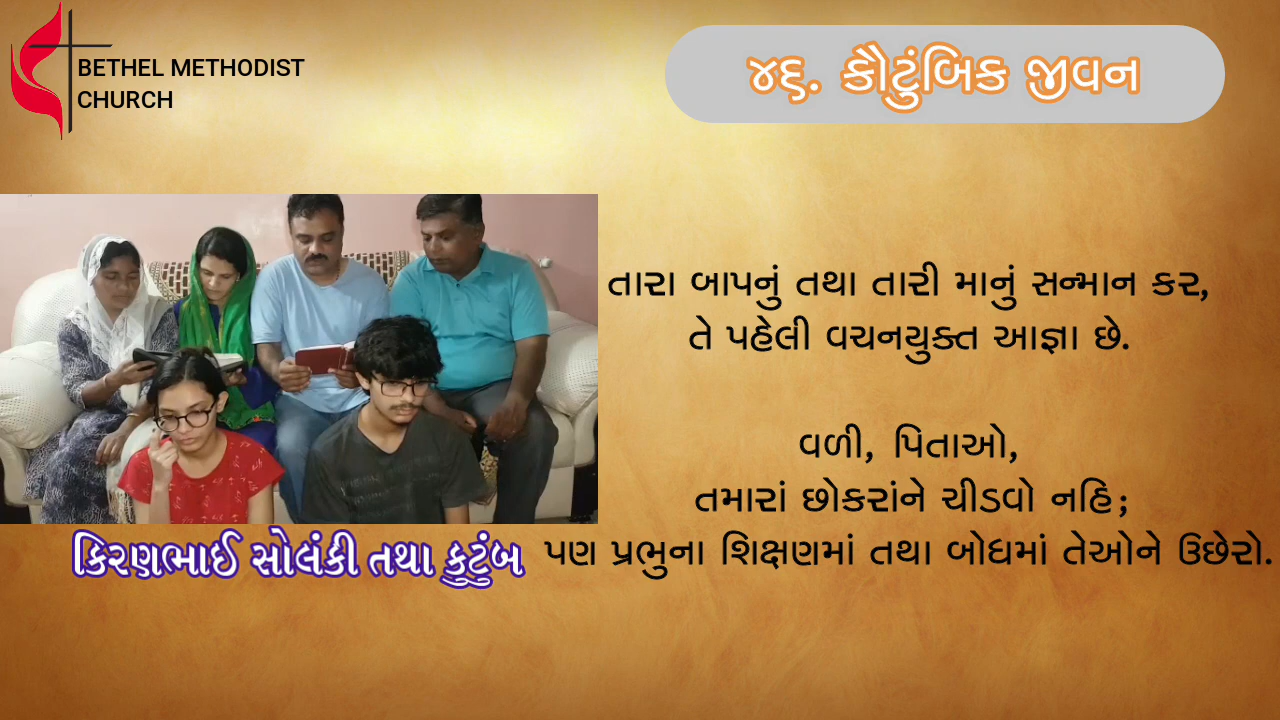 BETHEL METHODIST
CHURCH
૪૬. કૌટુંબિક જીવન
તારા બાપનું તથા તારી માનું સન્માન કર,
તે પહેલી વચનયુક્ત આજ્ઞા છે.
વળી, પિતાઓ,
તમારાં છોકરાંને ચીડવો નહિ;
પણ પ્રભુના શિક્ષણમાં તથા બોધમાં તેઓને ઉછેરો.
કિરણભાઈ સોલંકી તથા કુટુંબ